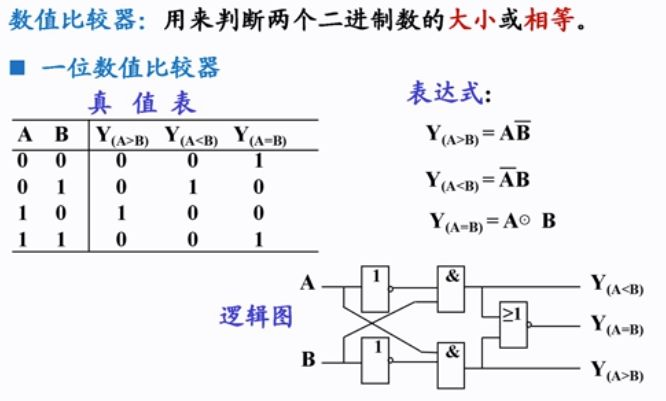 数值比较器：用来判断两个二进制数的大小或相等。
■ 一位数值比较器
真 值 表
A B Y(A>B) Y(A<B) Y(A=B)
0 0 0 0 1
0 1 0 1 0
1 0 1 0 0
1 1 0 0 1
表达式:
Y(A>B) = AB̅
Y(A<B) = A̅B
Y(A=B) = A⊙ B
逻辑图
A 1 & Y(A<B)
≥1 Y(A=B)
B 1 & Y(A>B)